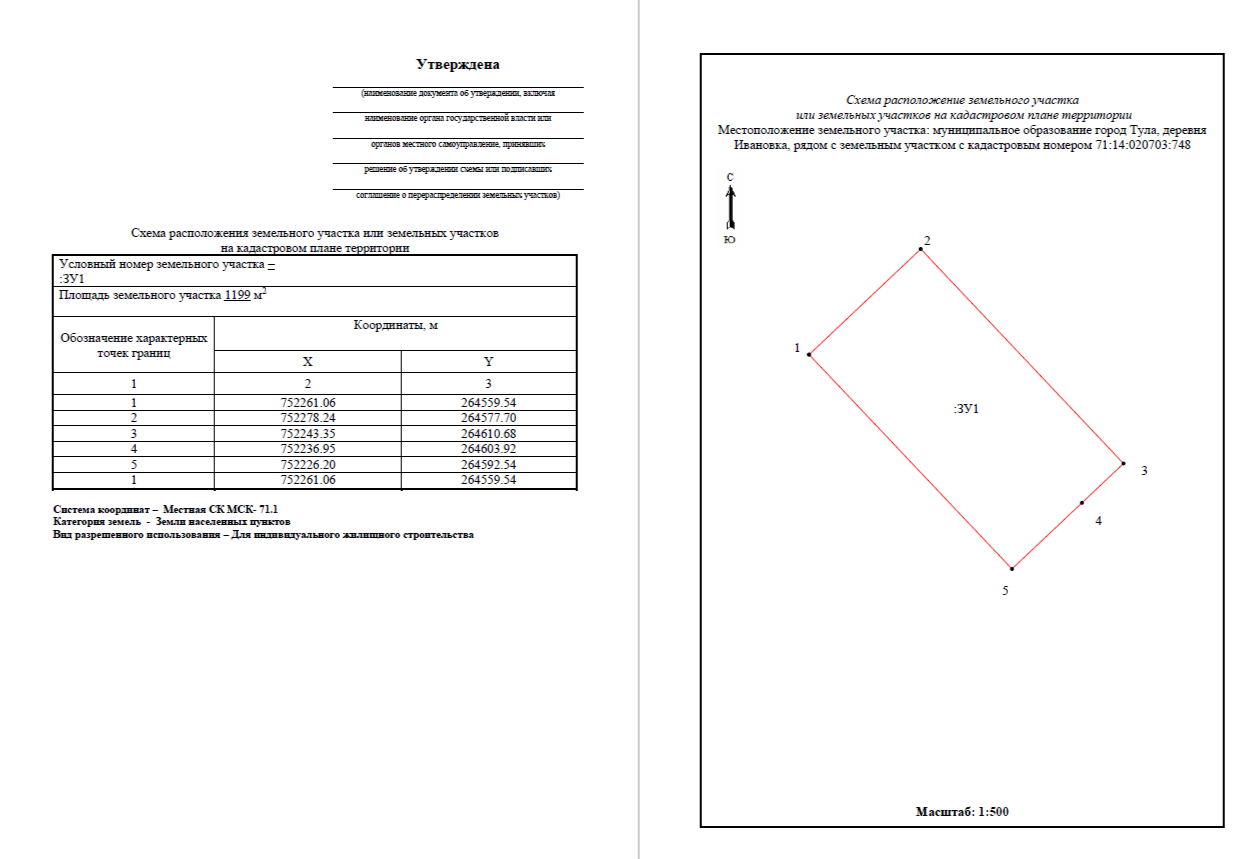 Утверждена
(наименование документа об утверждении, включая
наименование органа государственной власти или
органов местного самоуправление, принявших
решение об утверждении схемы или подписавших
соглашение о перераспределении земельных участков)
Схема расположения земельного участка или земельных участков
на кадастровом плане территории
Условный номер земельного участка –
:ЗУ1
Площадь земельного участка 1199 м2
Обозначение характерных точек границ
Координаты, м
X Y
1 2 3
1 752261.06 264559.54
2 752278.24 264577.70
3 752243.35 264610.68
4 752236.95 264603.92
5 752226.20 264592.54
1 752261.06 264559.54
Система координат – Местная СК МСК- 71.1
Категория земель - Земли населенных пунктов
Вид разрешенного использования – Для индивидуального жилищного строительства
Схема расположение земельного участка
или земельных участков на кадастровом плане территории
Местоположение земельного участка: муниципальное образование город Тула, деревня
Ивановка, рядом с земельным участком с кадастровым номером 71:14:020703:748
С
Ю
2
1
:ЗУ1
3
4
5
Масштаб: 1:500